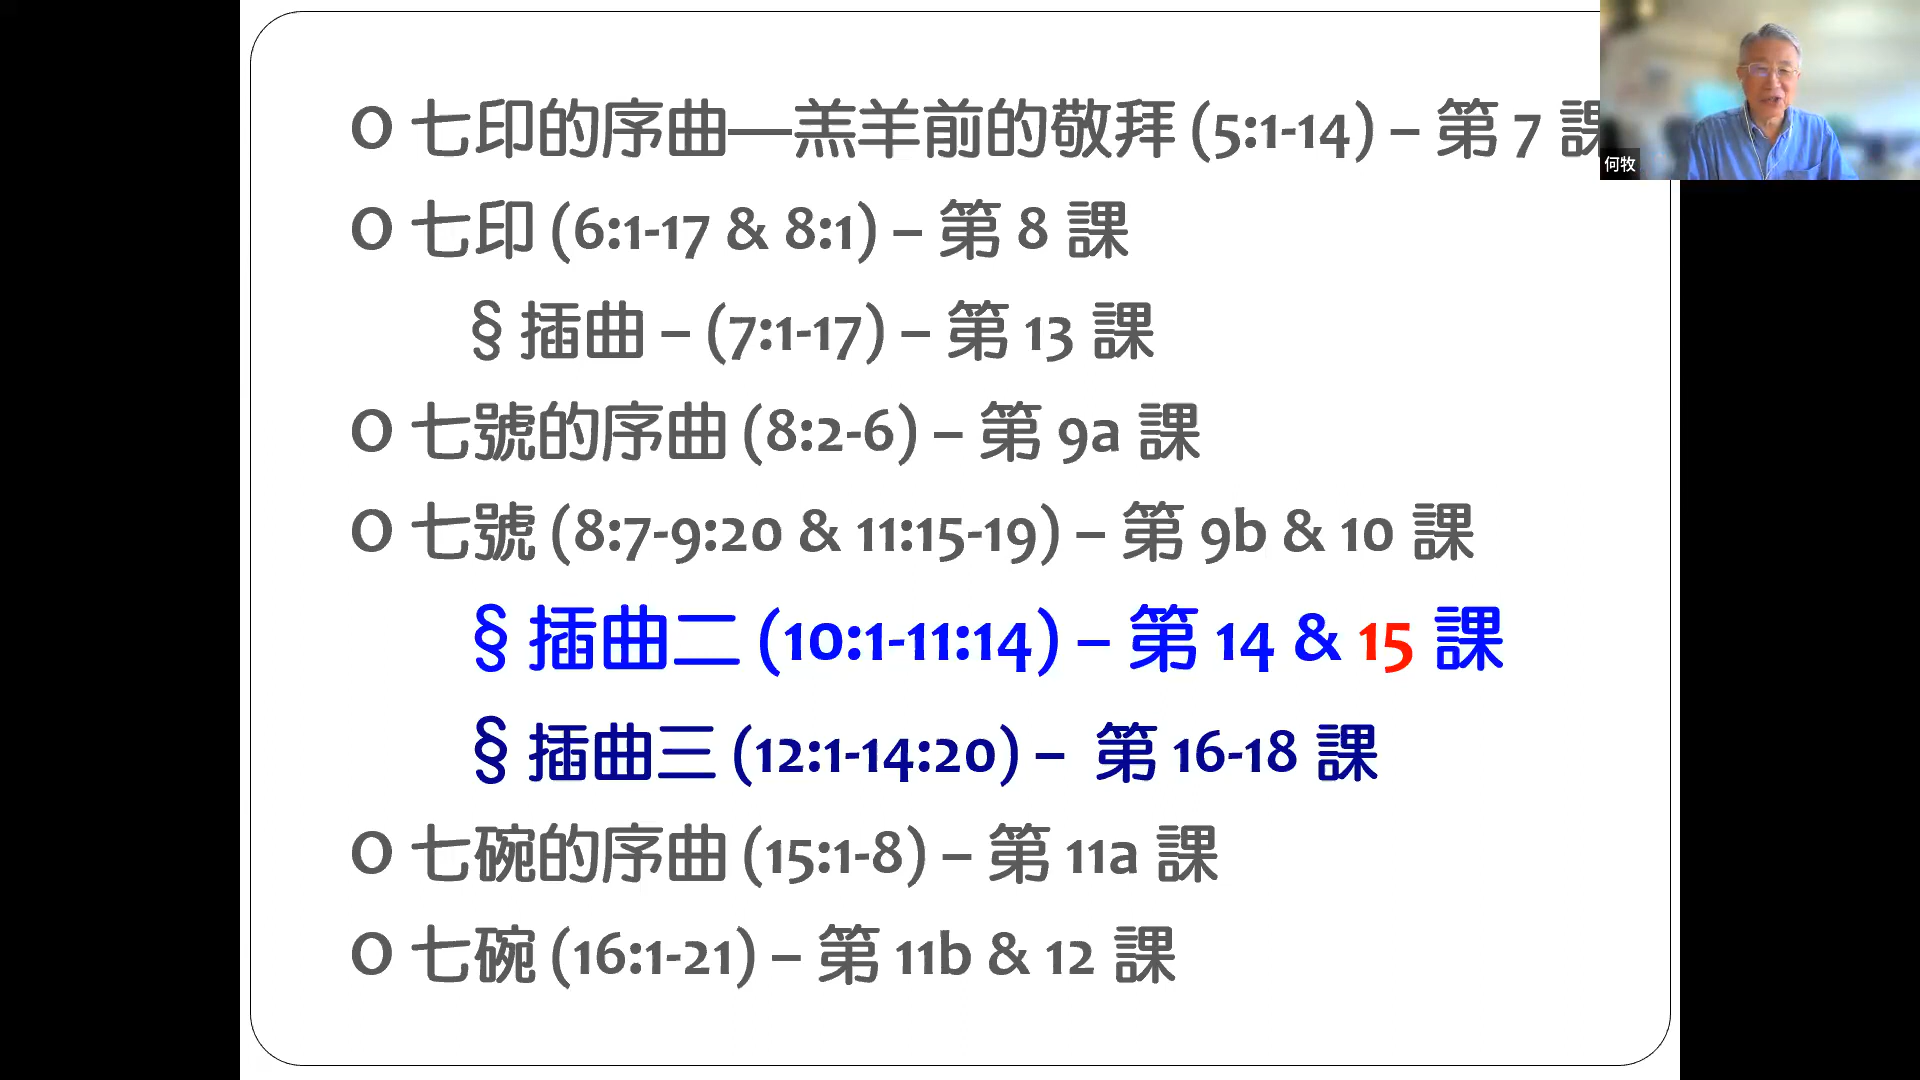 O 七印的序曲—羔羊前的敬拜 (5:1-14) – 第 7 課
O 七印 (6:1-17 & 8:1) – 第 8 課
§ 插曲 – (7:1-17) – 第 13 課
O 七號的序曲 (8:2-6) – 第 9a 課
O 七號 (8:7-9:20 & 11:15-19) – 第 9b & 10 課
§ 插曲二 (10:1-11:14) – 第 14 & 15 課
§ 插曲三 (12:1-14:20) – 第 16-18 課
O 七碗的序曲 (15:1-8) – 第 11a 課
O 七碗 (16:1-21) – 第 11b & 12 課
何牧